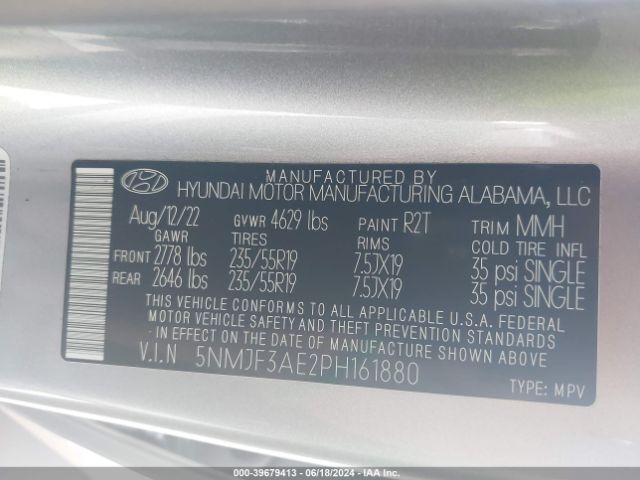 MANUFACTURED BY
HYUNDAI MOTOR MANUFACTURING ALABAMA, LLC
Aug/12/22 GVWR 4629 lbs PAINT R2T TRIM MMH
GAWR TIRES RIMS COLD TIRE INFL
FRONT 2778 lbs 235/55R19 7.5JX19 35 psi SINGLE
REAR 2646 lbs 235/55R19 7.5JX19 35 psi SINGLE
THIS VEHICLE CONFORMS TO ALL APPLICABLE U.S.A. FEDERAL
MOTOR VEHICLE SAFETY AND THEFT PREVENTION STANDARDS
IN EFFECT ON THE DATE OF MANUFACTURE SHOWN ABOVE.
V.I.N 5NMJF3AE2PH161880
TYPE: MPV
000-39679413 - 06/18/2024 - IAA Inc.